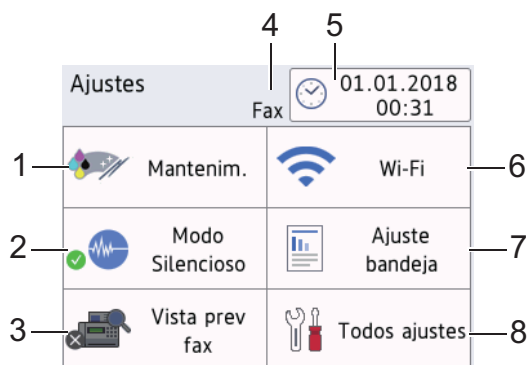 4 5
Ajustes
Fax
01.01.2018
00:31
1 Mantenim.
Wi-Fi 6
2 Modo
Silencioso
Ajuste
bandeja 7
3 Vista prev
fax
Todos ajustes 8